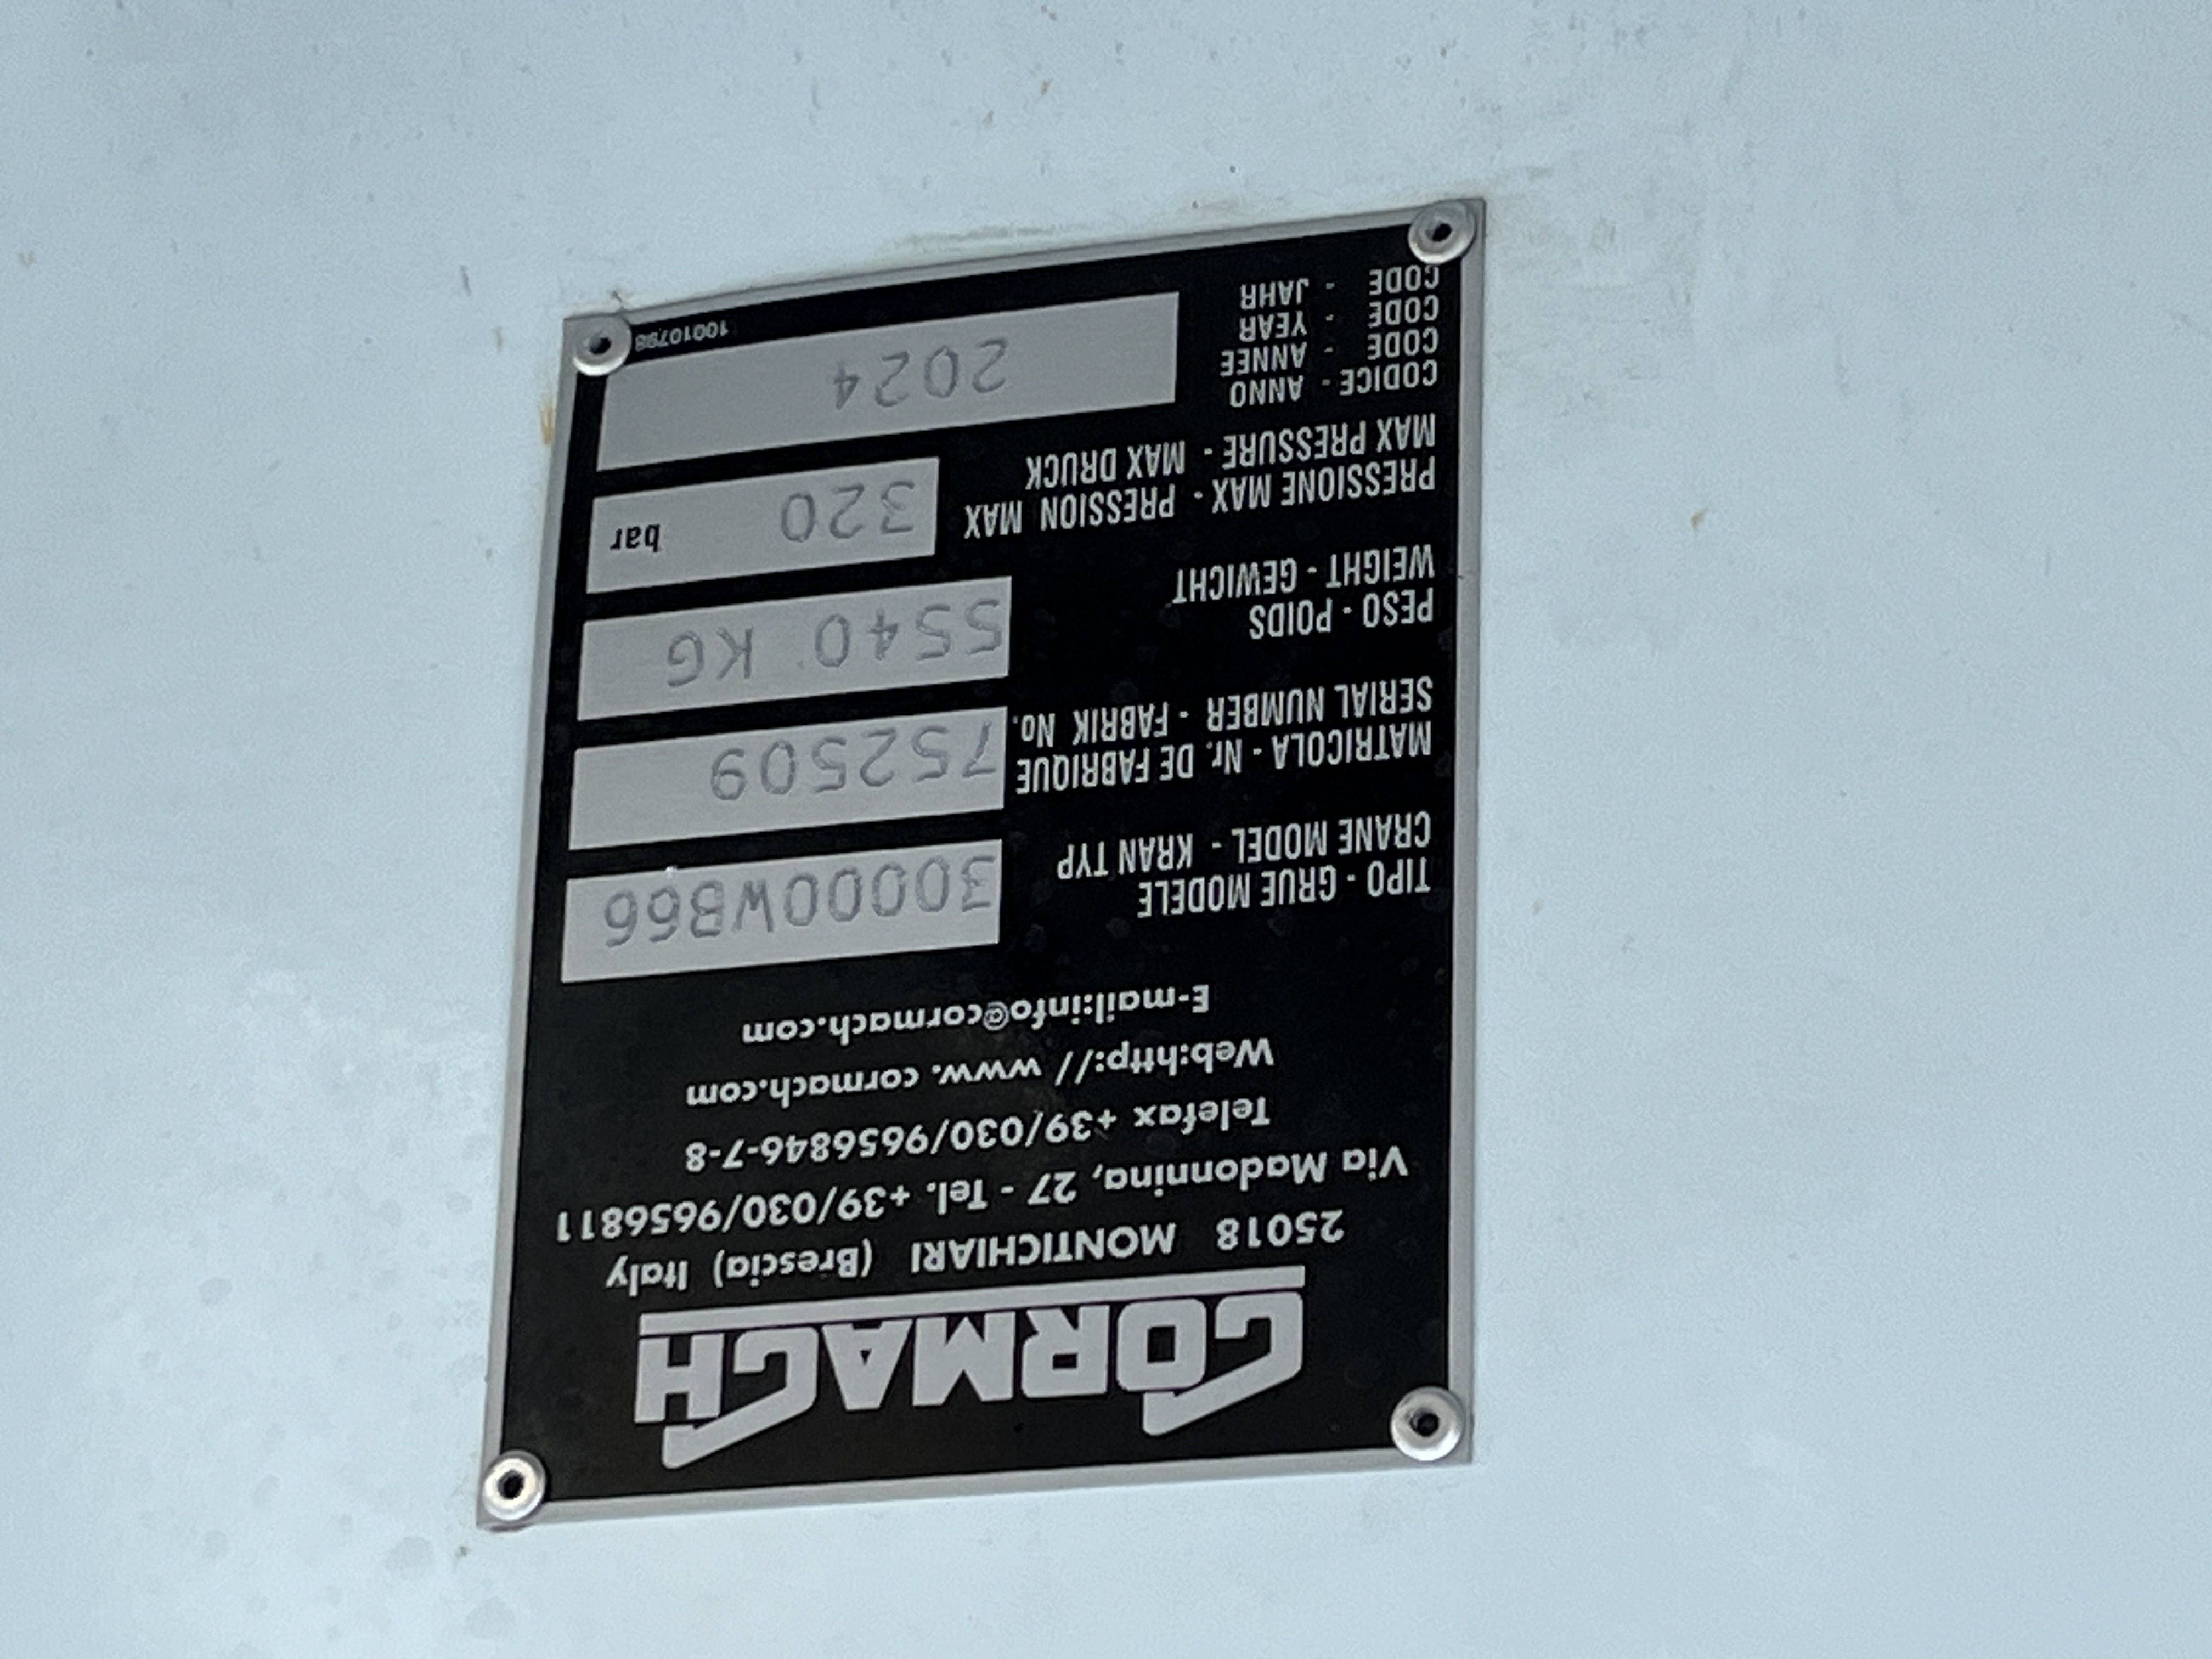 CORMACH
25018 MONTICHIARI (Brescia) Italy
Via Madonnina, 27 - Tel. +39/030/9656811
Telefax +39/030/9656846-7-8
Web:http:// www. cormach.com
E-mail:info@cormach.com
TIPO - GRUE MODELE
CRANE MODEL - KRAN TYP
30000WB66
MATRICOLA - Nr. DE FABRIQUE
SERIAL NUMBER - FABRIK No.
752509
PESO - POIDS
WEIGHT - GEWICHT
5540 KG
PRESSIONE MAX - PRESSION MAX
MAX PRESSURE - MAX DRUCK
320 bar
CODICE - ANNO
CODE - ANNEE
CODE - YEAR
CODE - JAHR
2024
10010798